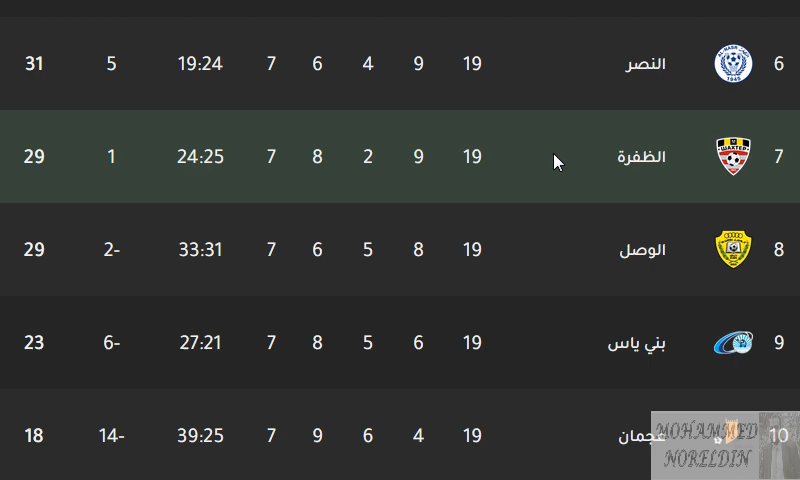 6 النصر 19 9 4 6 7 19:24 5 31
7 الظفرة 19 9 2 8 7 24:25 1 29
8 الوصل 19 8 5 6 7 33:31 -2 29
9 بني ياس 19 6 5 8 7 27:21 -6 23
10 عجمان 19 4 6 9 7 39:25 -14 18
MOHAMMED
NORELDIN